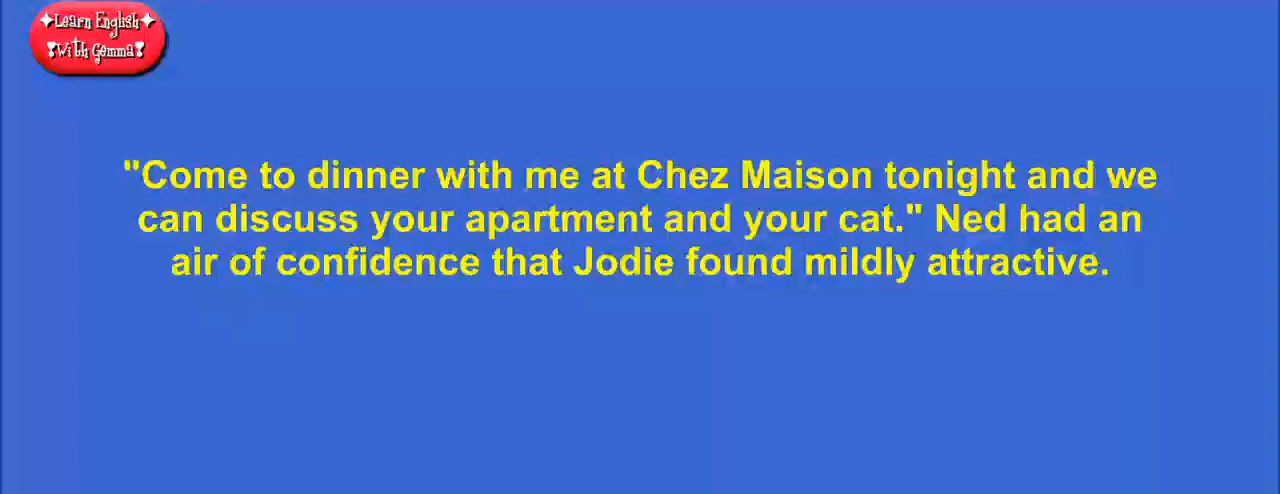 ✦Learn English✦
❣With Gemma❣
"Come to dinner with me at Chez Maison tonight and we
can discuss your apartment and your cat." Ned had an
air of confidence that Jodie found mildly attractive.